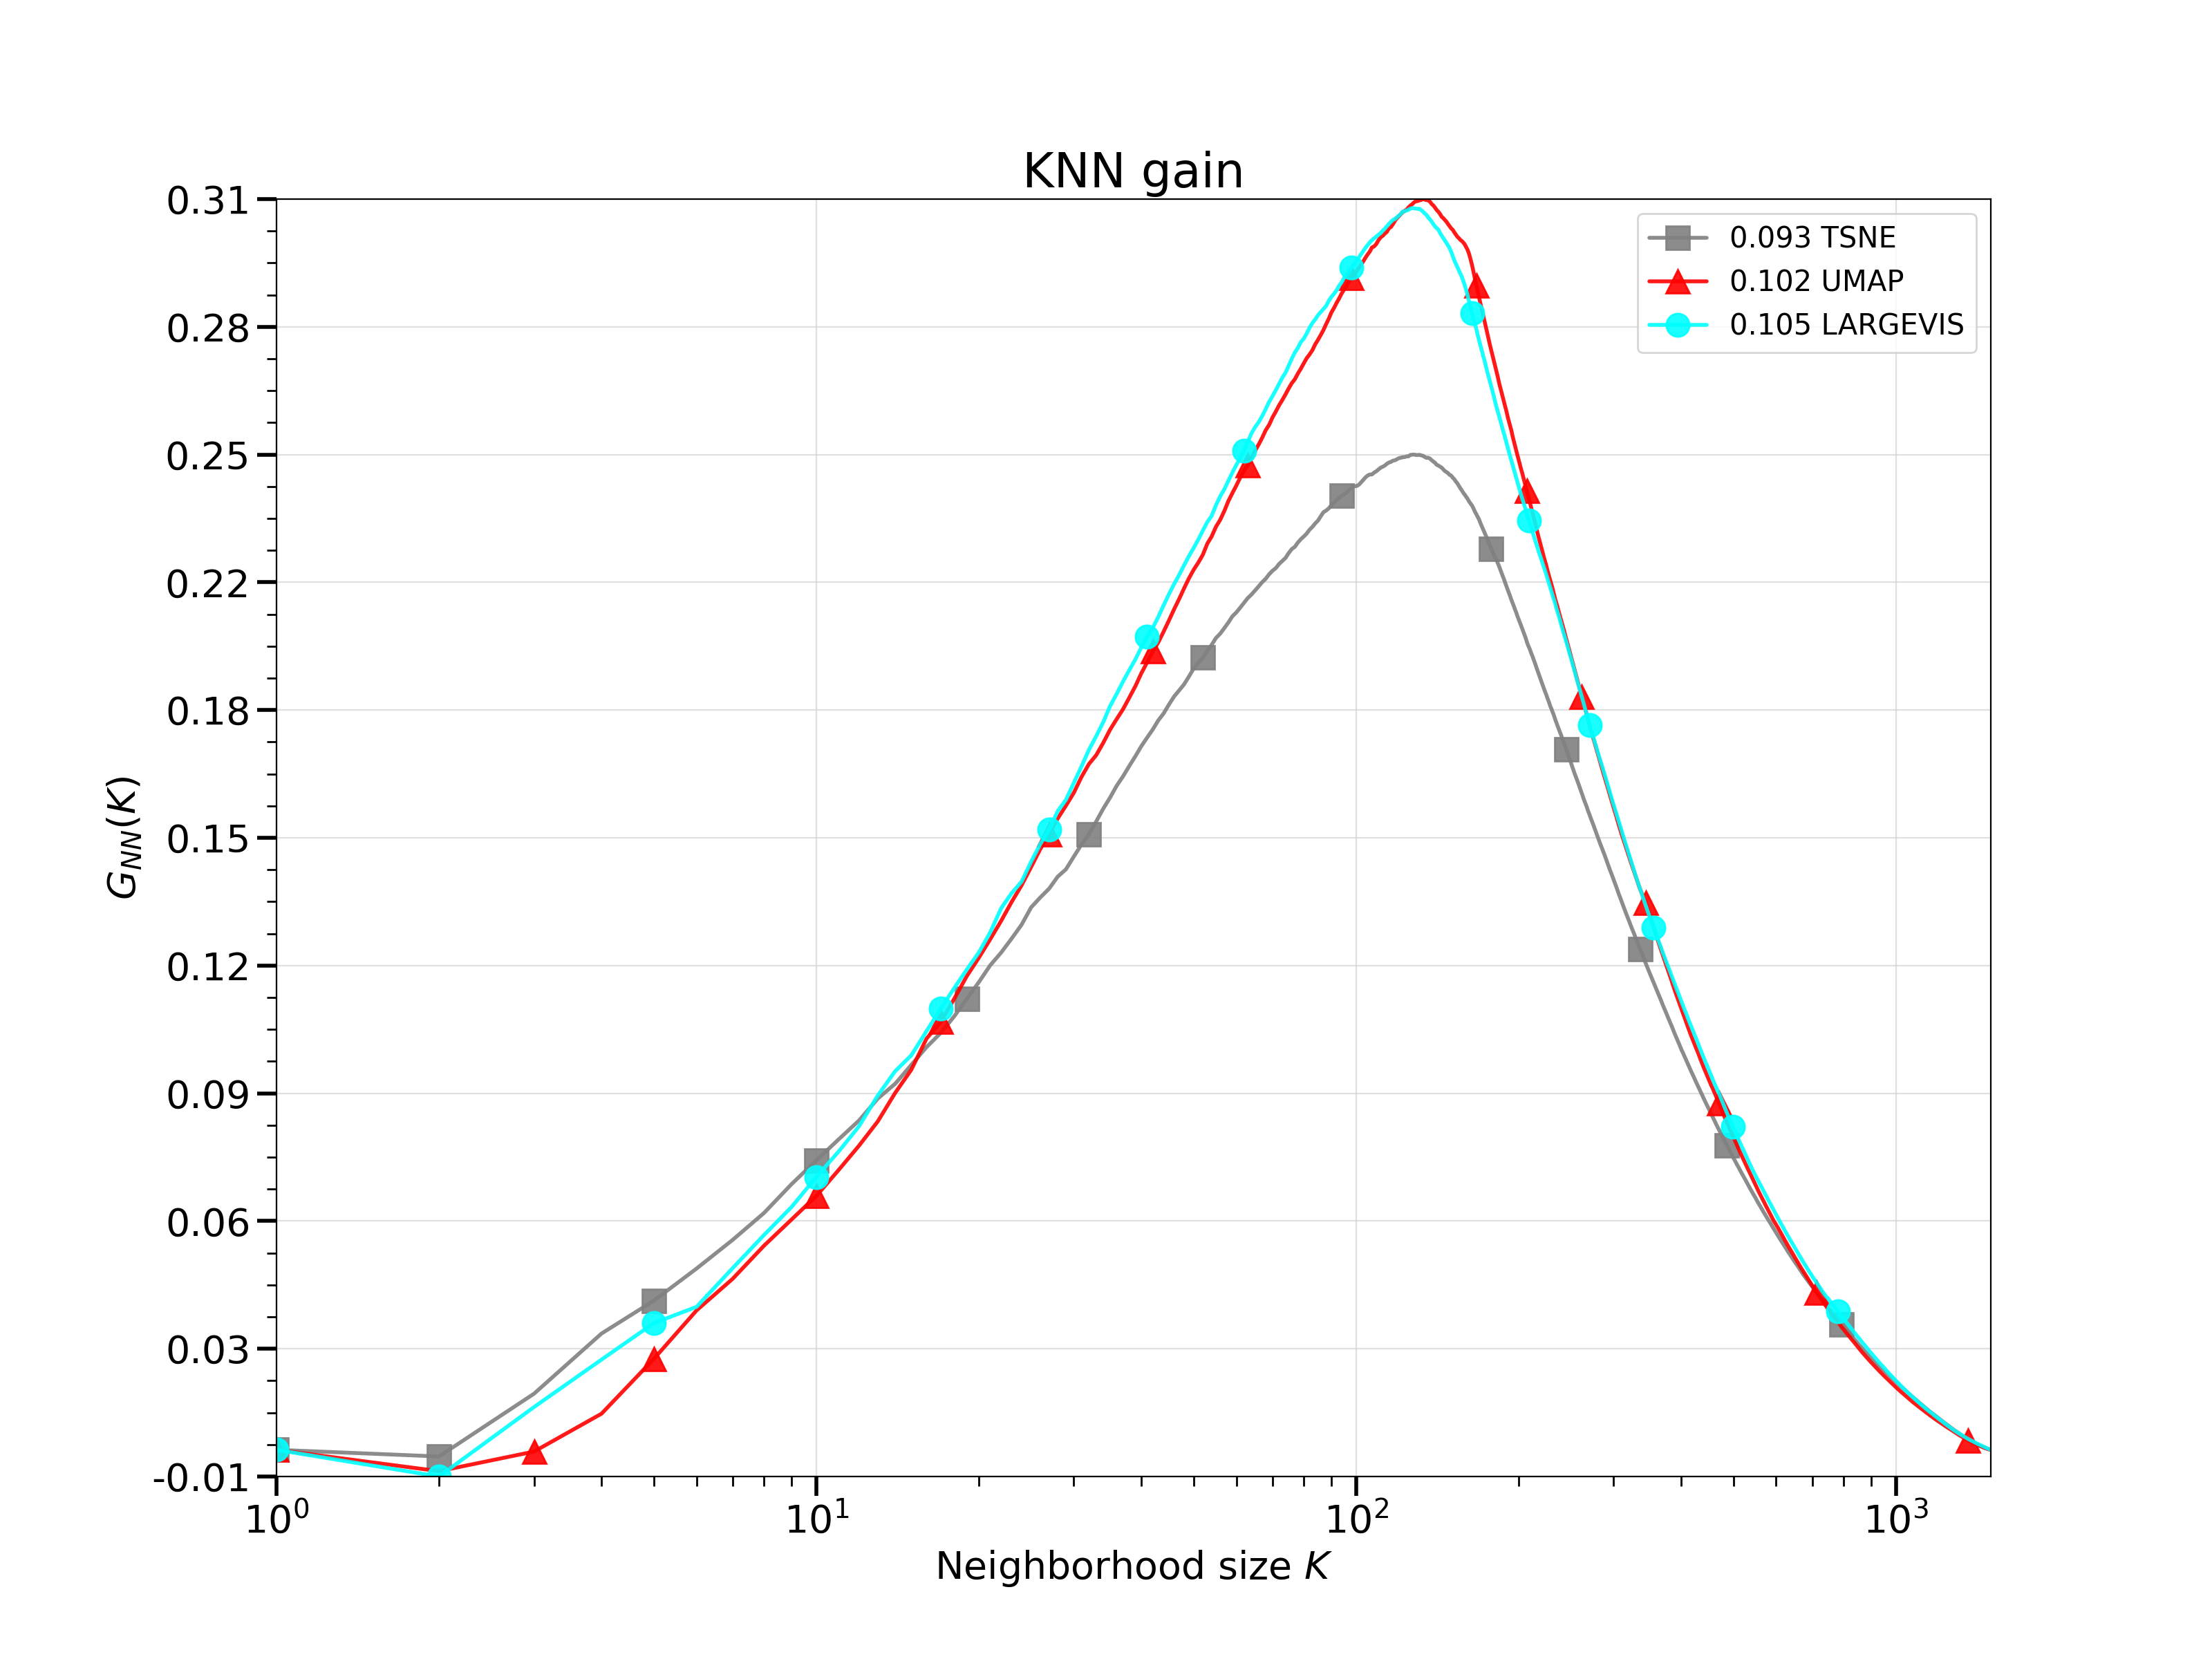 KNN gain
0.31
0.28
0.25
0.22
0.18
0.15
0.12
0.09
0.06
0.03
-0.01
G_{NN}(K)
0.093 TSNE
0.102 UMAP
0.105 LARGEVIS
10^0 10^1 10^2 10^3
Neighborhood size K